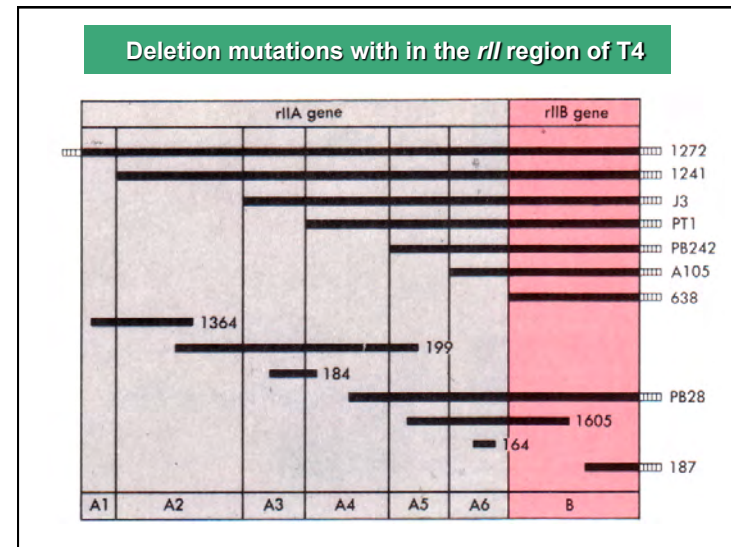 Deletion mutations with in the rII region of T4
rIIA gene rIIB gene
1272
1241
J3
PT1
PB242
A105
638
1364
199
184
PB28
1605
164
187
A1 A2 A3 A4 A5 A6 B